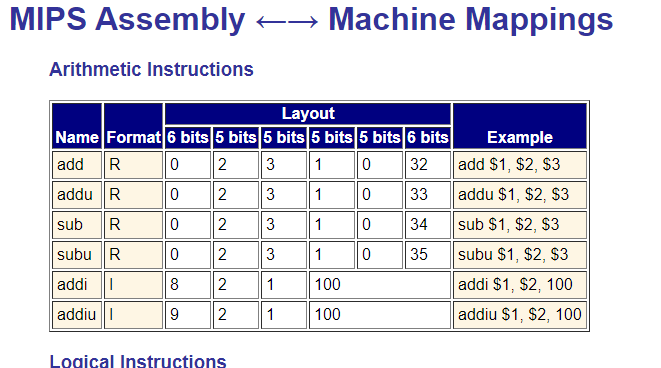 MIPS Assembly ←→ Machine Mappings
Arithmetic Instructions
Layout
Name Format 6 bits 5 bits 5 bits 5 bits 5 bits 6 bits Example
add R 0 2 3 1 0 32 add $1, $2, $3
addu R 0 2 3 1 0 33 addu $1, $2, $3
sub R 0 2 3 1 0 34 sub $1, $2, $3
subu R 0 2 3 1 0 35 subu $1, $2, $3
addi I 8 2 1 100 addi $1, $2, 100
addiu I 9 2 1 100 addiu $1, $2, 100
Logical Instructions